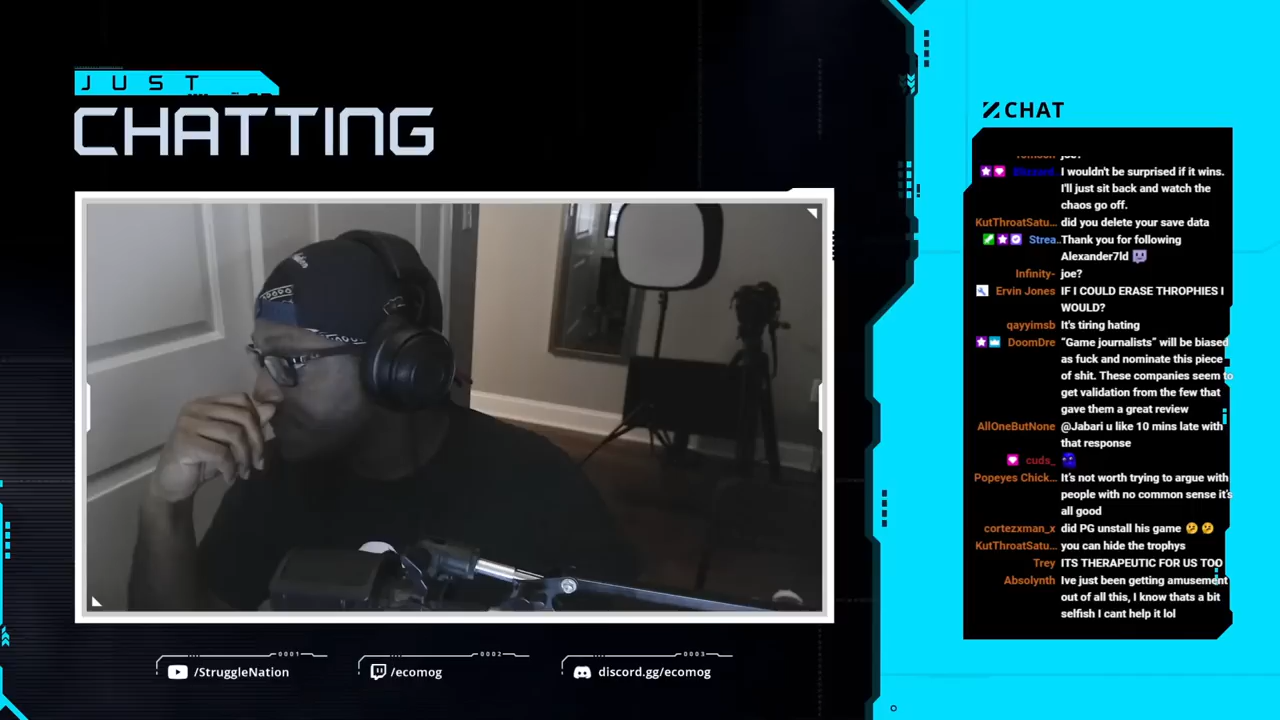 JUST
CHATTING
CHAT
joe?
I wouldn't be surprised if it wins.
I'll just sit back and watch the
chaos go off.
KutThroatSatu... did you delete your save data
Strea.. Thank you for following
Alexander7ld
Infinity- joe?
Ervin Jones IF I COULD ERASE THROPHIES I
WOULD?
qayyimsb It's tiring hating
DoomDre "Game journalists" will be biased
as fuck and nominate this piece
of shit. These companies seem to
get validation from the few that
gave them a great review
AllOneButNone @Jabari u like 10 mins late with
that response
cuds_
Popeyes Chick... It's not worth trying to argue with
people with no common sense it's
all good
cortezxman_x did PG unstall his game 🤔 🤔
KutThroatSatu... you can hide the trophys
Trey ITS THERAPEUTIC FOR US TOO
Absolynth Ive just been getting amusement
out of all this, I know thats a bit
selfish I cant help it lol
0001
/StruggleNation
0002
/ecomog
0003
discord.gg/ecomog